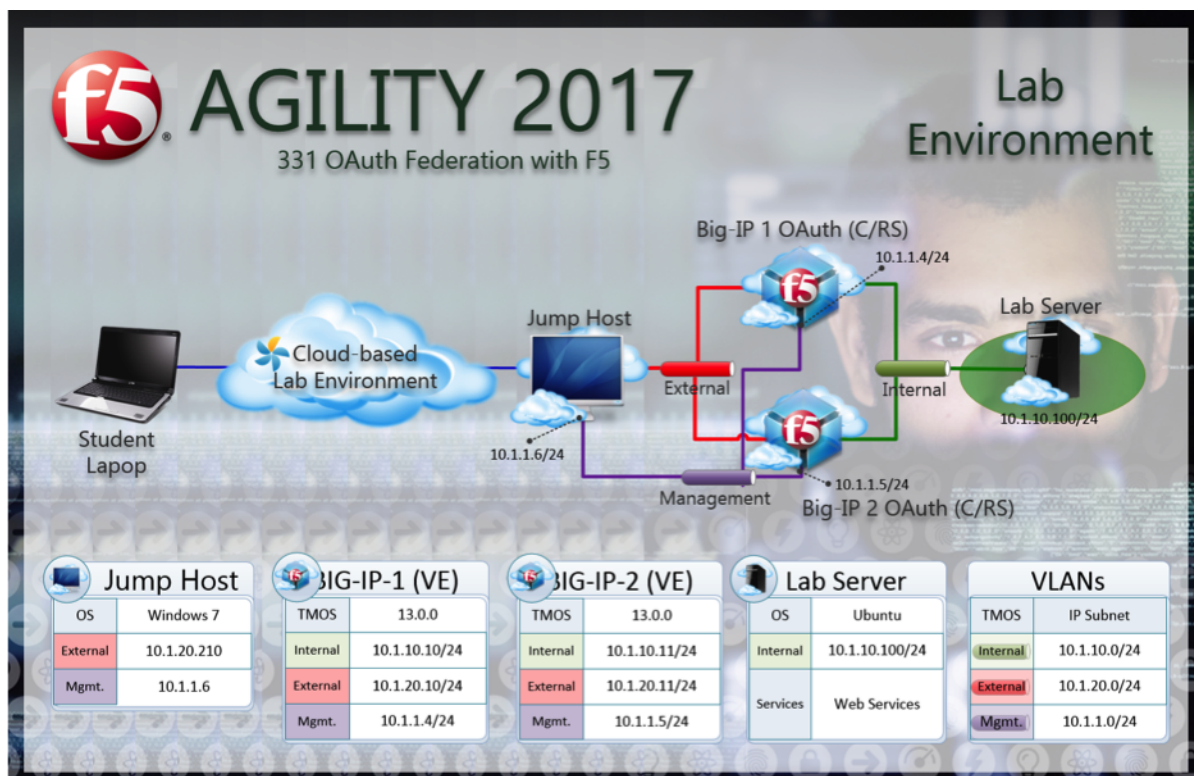 f5 AGILITY 2017
®
331 OAuth Federation with F5
Lab
Environment
Big-IP 1 OAuth (C/RS)
10.1.1.4/24
Lab Server
Jump Host
Cloud-based
Lab Environment
External
Internal
10.1.10.100/24
Student
Lapop
10.1.1.6/24
f5
f5
Management
10.1.1.5/24
Big-IP 2 OAuth (C/RS)
Jump Host
OS Windows 7
External 10.1.20.210
Mgmt. 10.1.1.6
BIG-IP-1 (VE)
TMOS 13.0.0
Internal 10.1.10.10/24
External 10.1.20.10/24
Mgmt. 10.1.1.4/24
BIG-IP-2 (VE)
TMOS 13.0.0
Internal 10.1.10.11/24
External 10.1.20.11/24
Mgmt. 10.1.1.5/24
Lab Server
OS Ubuntu
Internal 10.1.10.100/24
Services Web Services
VLANs
TMOS IP Subnet
Internal 10.1.10.0/24
External 10.1.20.0/24
Mgmt. 10.1.1.0/24